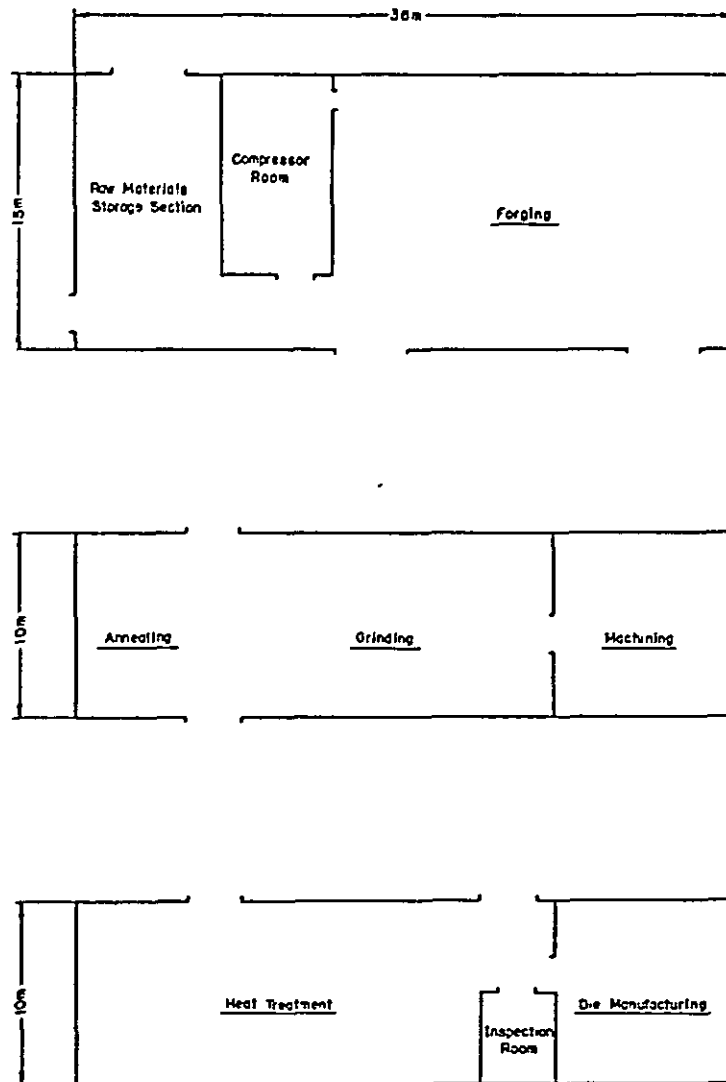 36m
15m
Compressor
Room
Raw Materials
Storage Section
Forging
10m
Annealing
Grinding
Machining
10m
Heat Treatment
Die Manufacturing
Inspection
Room